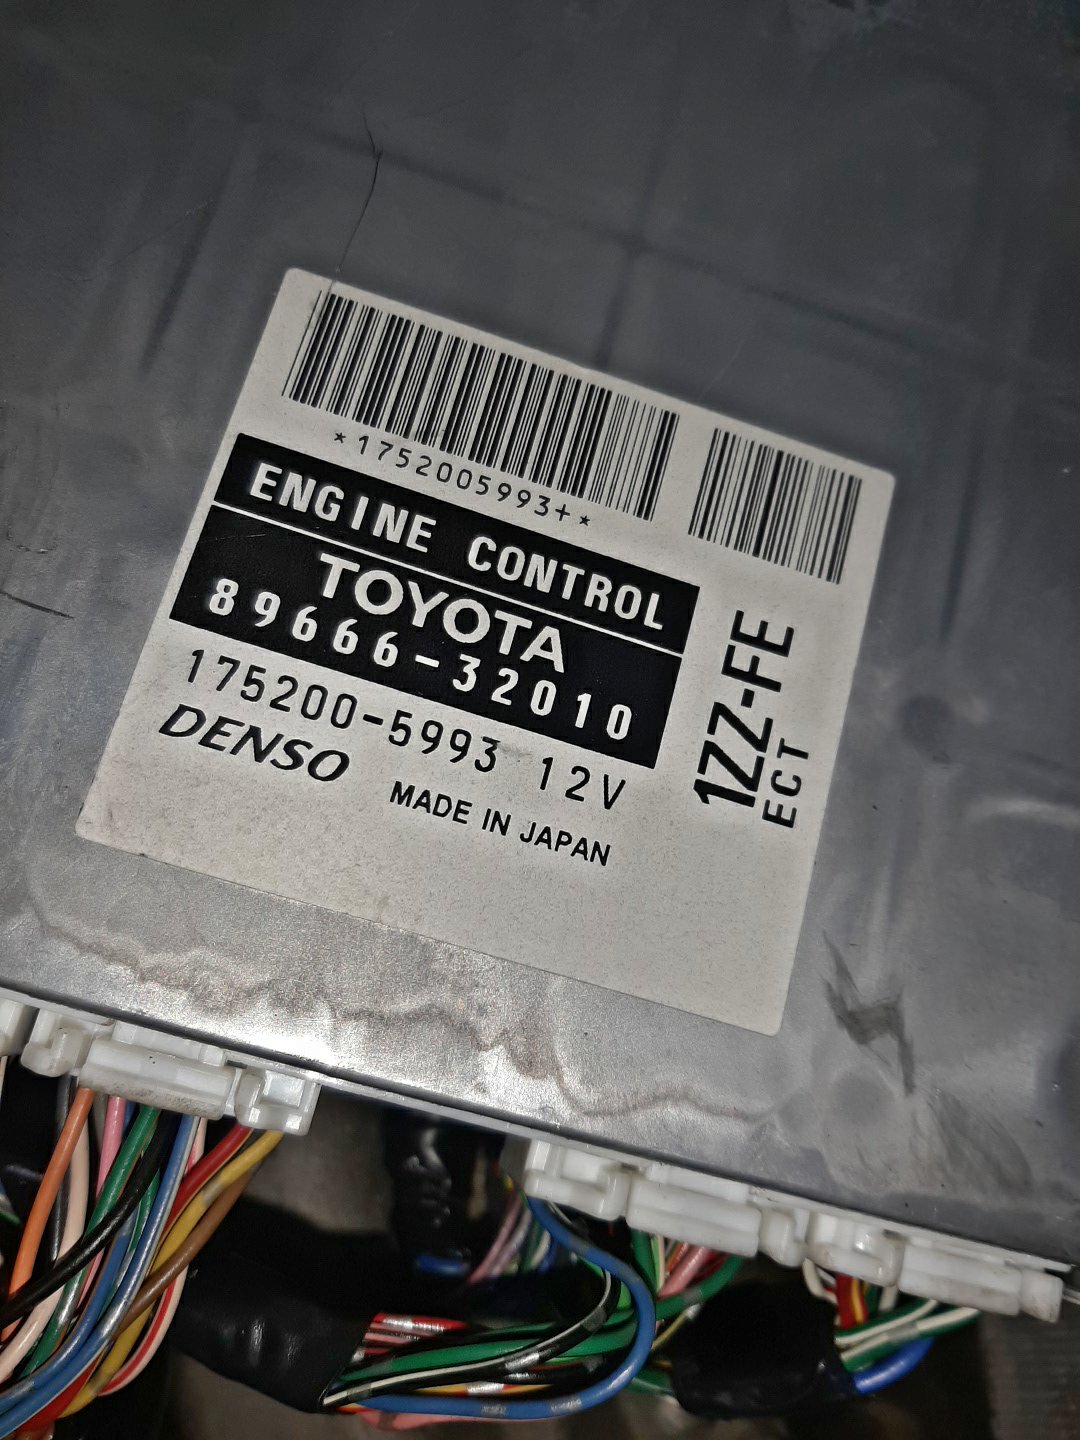 *1752005993+*
ENGINE CONTROL
TOYOTA
89666-32010
175200-5993 12V
DENSO
MADE IN JAPAN
1ZZ-FE
ECT